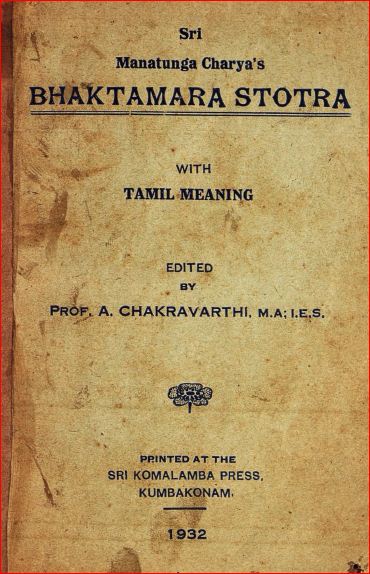 Sri
Manatunga Charya's
BHAKTAMARA STOTRA
WITH
TAMIL MEANING
EDITED
BY
PROF. A. CHAKRAVARTHI, M.A; I.E.S.
PRINTED AT THE
SRI KOMALAMBA PRESS,
KUMBAKONAM.
1932